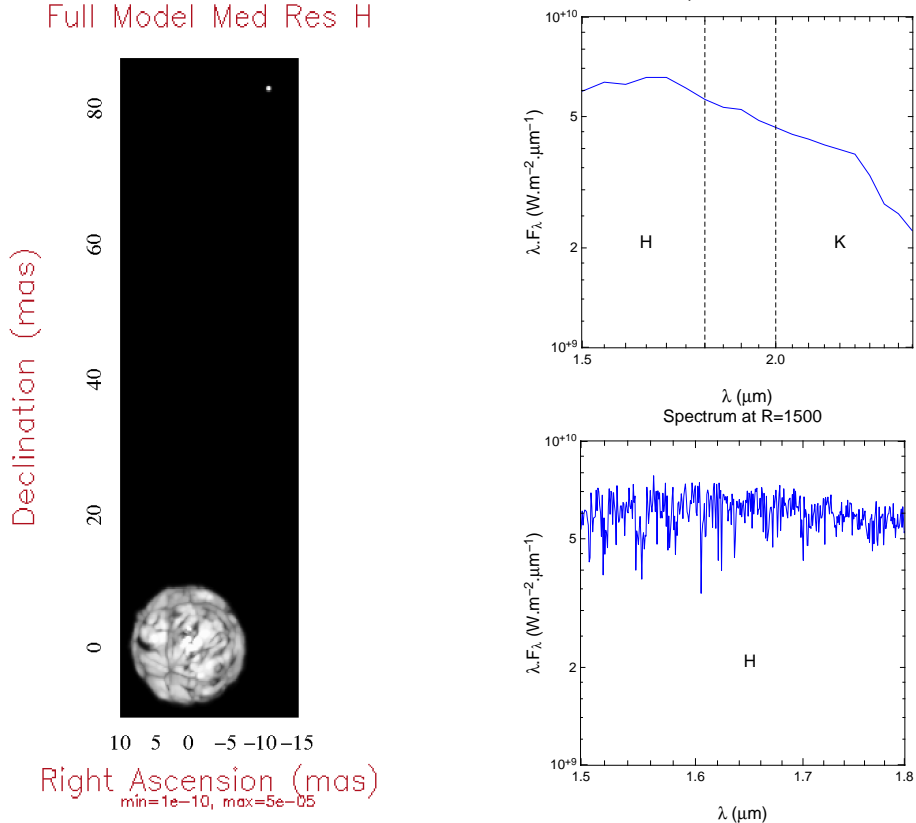 Full Model Med Res H
Declination (mas)
80
60
40
20
0
10 5 0 −5 −10 −15
Right Ascension (mas)
min=1e−10, max=5e−05
10+10
5
2
10+9
λ.Fλ (W.m−2.μm−1)
H
K
1.5 2.0
λ (μm)
Spectrum at R=1500
10+10
5
2
10+9
λ.Fλ (W.m−2.μm−1)
H
1.5 1.6 1.7 1.8
λ (μm)